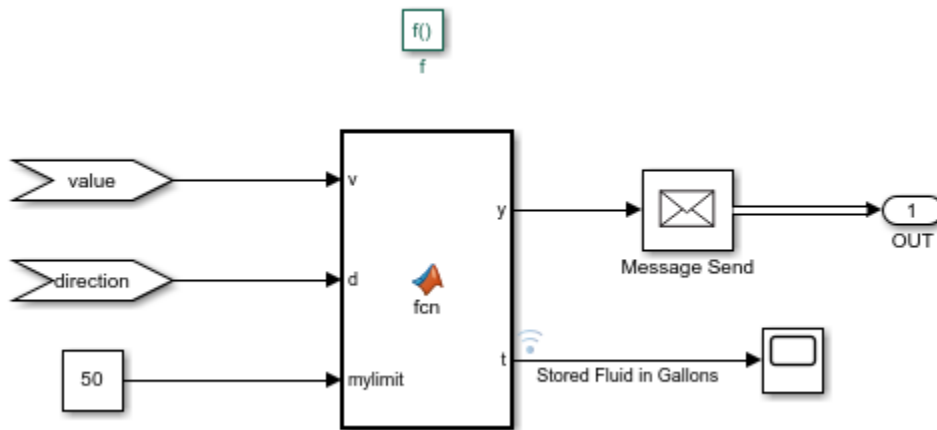 f()
f
value
v
y
1
OUT
Message Send
direction
d
fcn
t
Stored Fluid in Gallons
50
mylimit